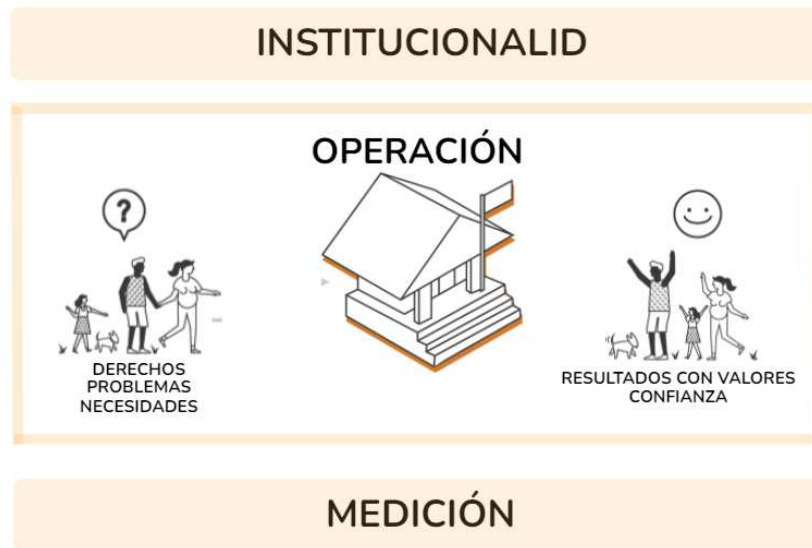 INSTITUCIONALID
OPERACIÓN
?
DERECHOS
PROBLEMAS
NECESIDADES
RESULTADOS CON VALORES
CONFIANZA
MEDICIÓN